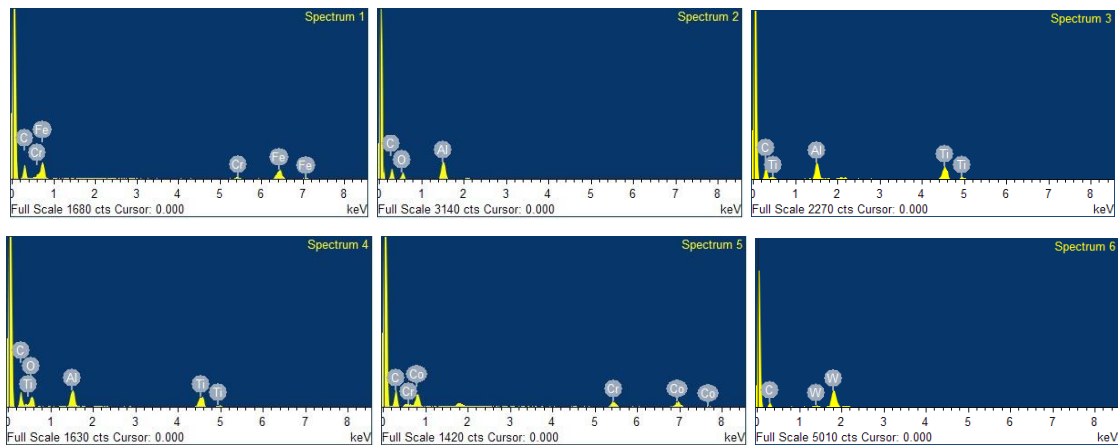 Spectrum 1
C
Fe
Cr
Cr
Fe
Fe
0 1 2 3 4 5 6 7 8
Full Scale 1680 cts Cursor: 0.000 keV
Spectrum 2
C
O
Al
0 1 2 3 4 5 6 7 8
Full Scale 3140 cts Cursor: 0.000 keV
Spectrum 3
C
Ti
Al
Ti
Ti
0 1 2 3 4 5 6 7 8
Full Scale 2270 cts Cursor: 0.000 keV
Spectrum 4
C
O
Ti
Al
Ti
Ti
0 1 2 3 4 5 6 7 8
Full Scale 1630 cts Cursor: 0.000 keV
Spectrum 5
C
Cr
Co
Cr
Co
Co
0 1 2 3 4 5 6 7 8
Full Scale 1420 cts Cursor: 0.000 keV
Spectrum 6
C
W
W
0 1 2 3 4 5 6 7 8
Full Scale 5010 cts Cursor: 0.000 keV